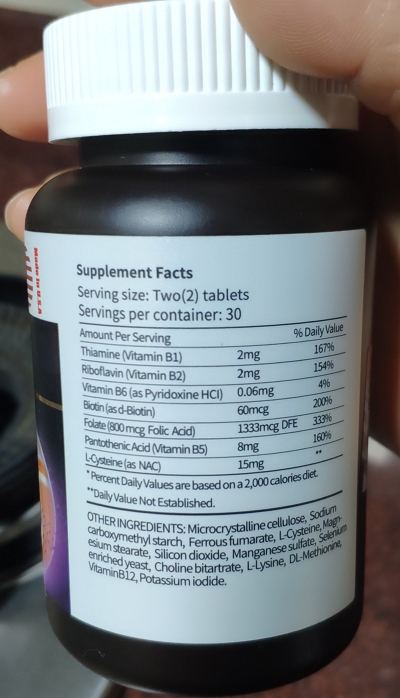 Made in U.S.A
Supplement Facts
Serving size: Two(2) tablets
Servings per container: 30
Amount Per Serving % Daily Value
Thiamine (Vitamin B1) 2mg 167%
Riboflavin (Vitamin B2) 2mg 154%
Vitamin B6 (as Pyridoxine HCl) 0.06mg 4%
Biotin (as d-Biotin) 60mcg 200%
Folate (800 mcg Folic Acid) 1333mcg DFE 333%
Pantothenic Acid (Vitamin B5) 8mg 160%
L-Cysteine (as NAC) 15mg **
* Percent Daily Values are based on a 2,000 calories diet.
**Daily Value Not Established.
OTHER INGREDIENTS: Microcrystalline cellulose, Sodium
carboxymethyl starch, Ferrous fumarate, L-Cysteine, Magn-
esium stearate, Silicon dioxide, Manganese sulfate, Selenium
enriched yeast, Choline bitartrate, L-Lysine, DL-Methionine,
VitaminB12, Potassium iodide.